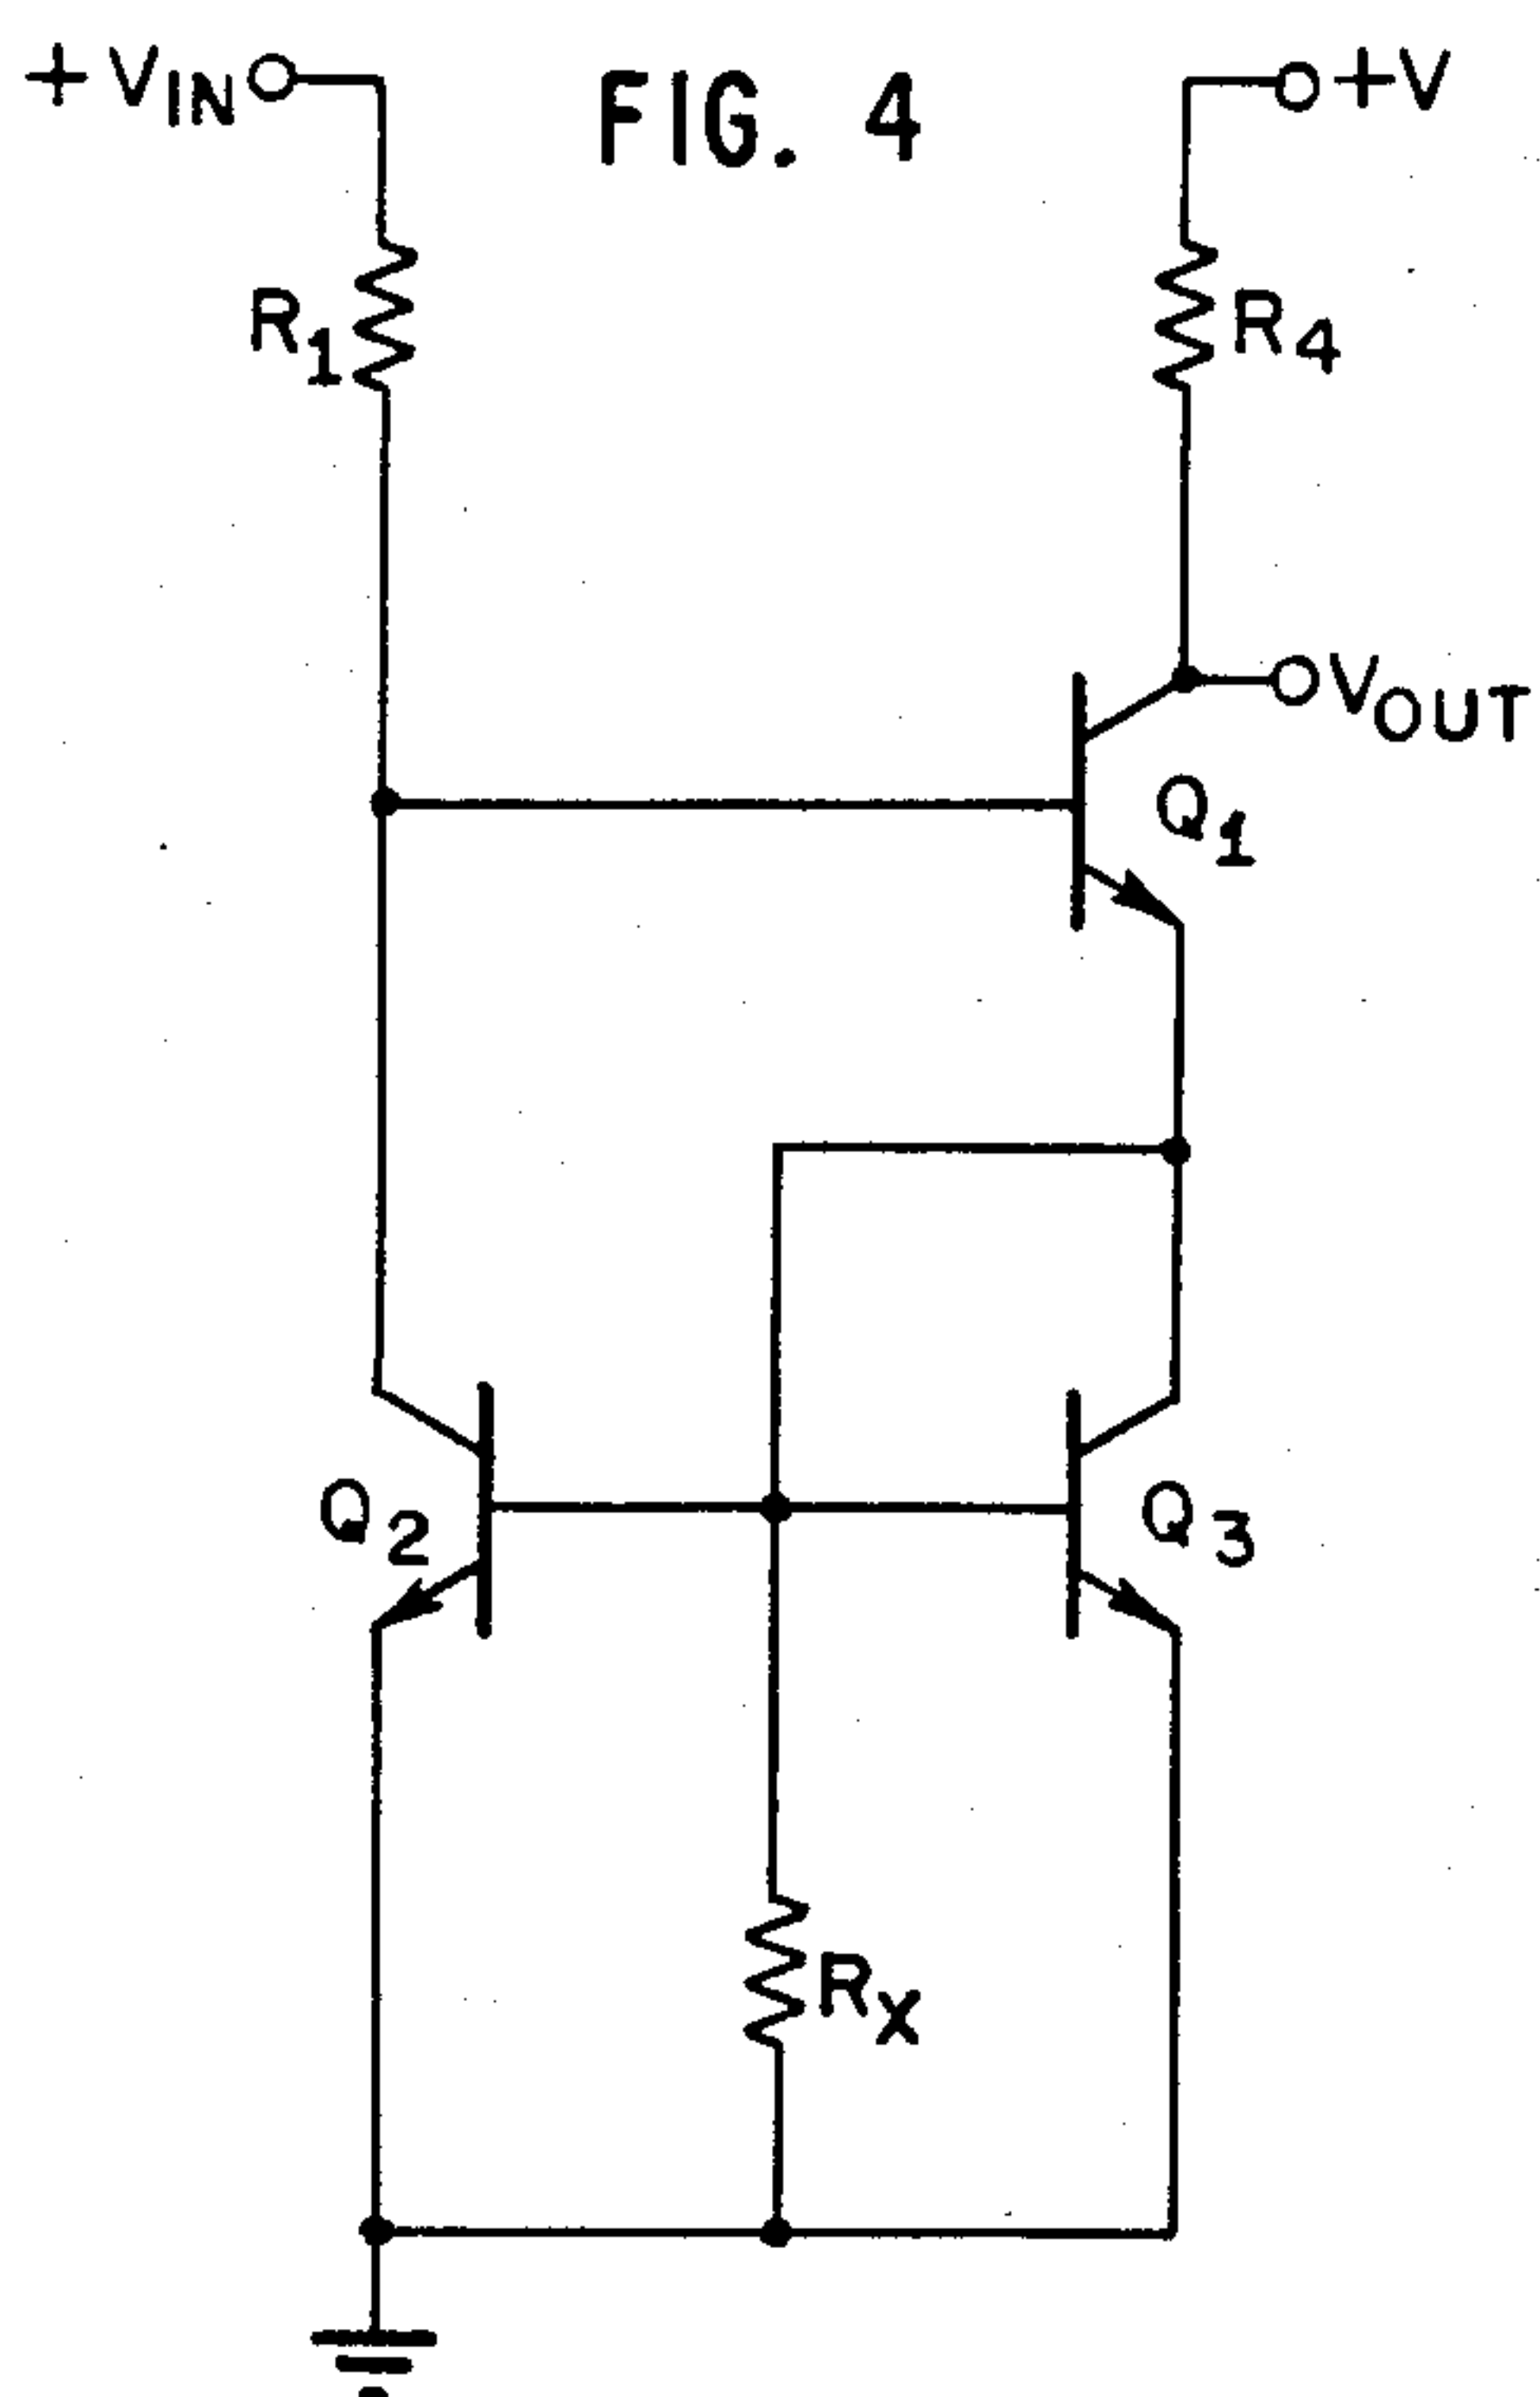 +VIN
FIG. 4
+V
R1
R4
VOUT
Q1
Q2
Q3
RX